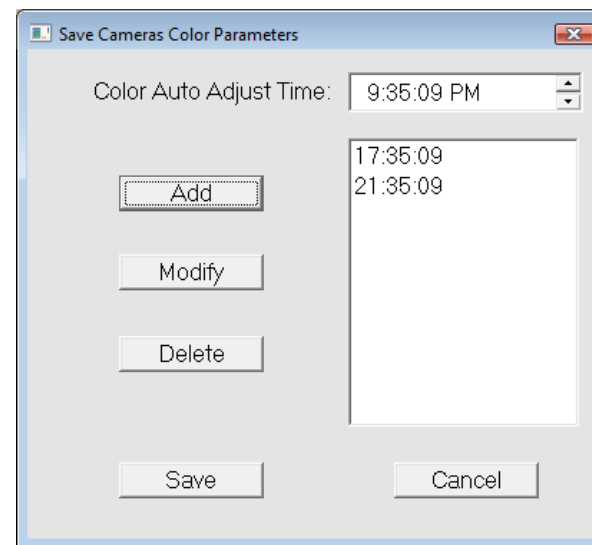 Save Cameras Color Parameters
Color Auto Adjust Time: 9:35:09 PM
17:35:09
21:35:09
Add
Modify
Delete
Save Cancel